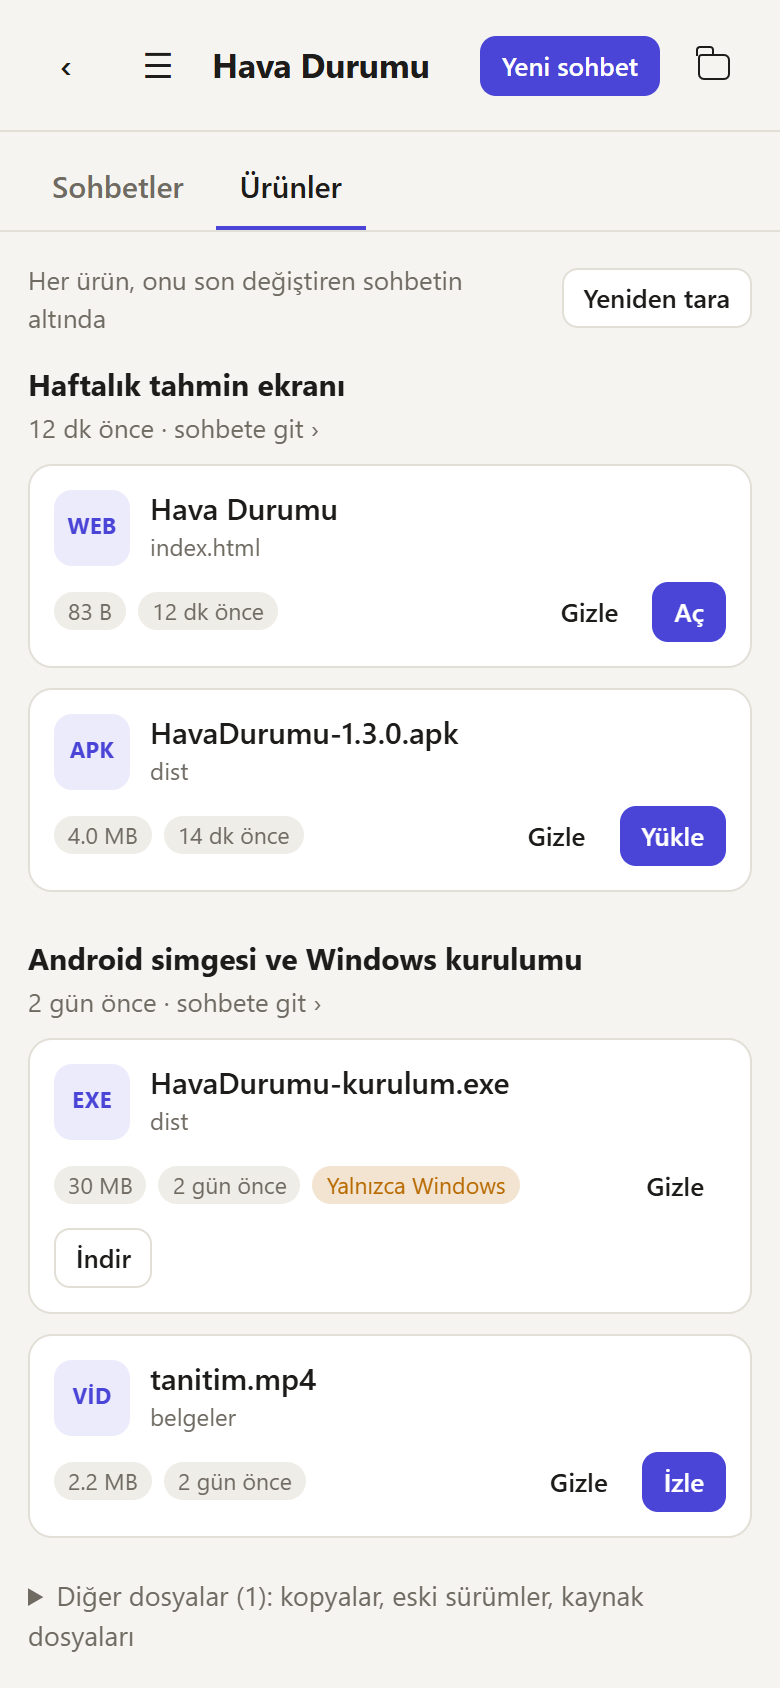 ‹ ☰ Hava Durumu Yeni sohbet
Sohbetler Ürünler
Her ürün, onu son değiştiren sohbetin
altında
Yeniden tara
Haftalık tahmin ekranı
12 dk önce · sohbete git ›
WEB
Hava Durumu
index.html
83 B 12 dk önce Gizle Aç
APK
HavaDurumu-1.3.0.apk
dist
4.0 MB 14 dk önce Gizle Yükle
Android simgesi ve Windows kurulumu
2 gün önce · sohbete git ›
EXE
HavaDurumu-kurulum.exe
dist
30 MB 2 gün önce Yalnızca Windows Gizle
İndir
VİD
tanitim.mp4
belgeler
2.2 MB 2 gün önce Gizle İzle
▶ Diğer dosyalar (1): kopyalar, eski sürümler, kaynak
dosyaları